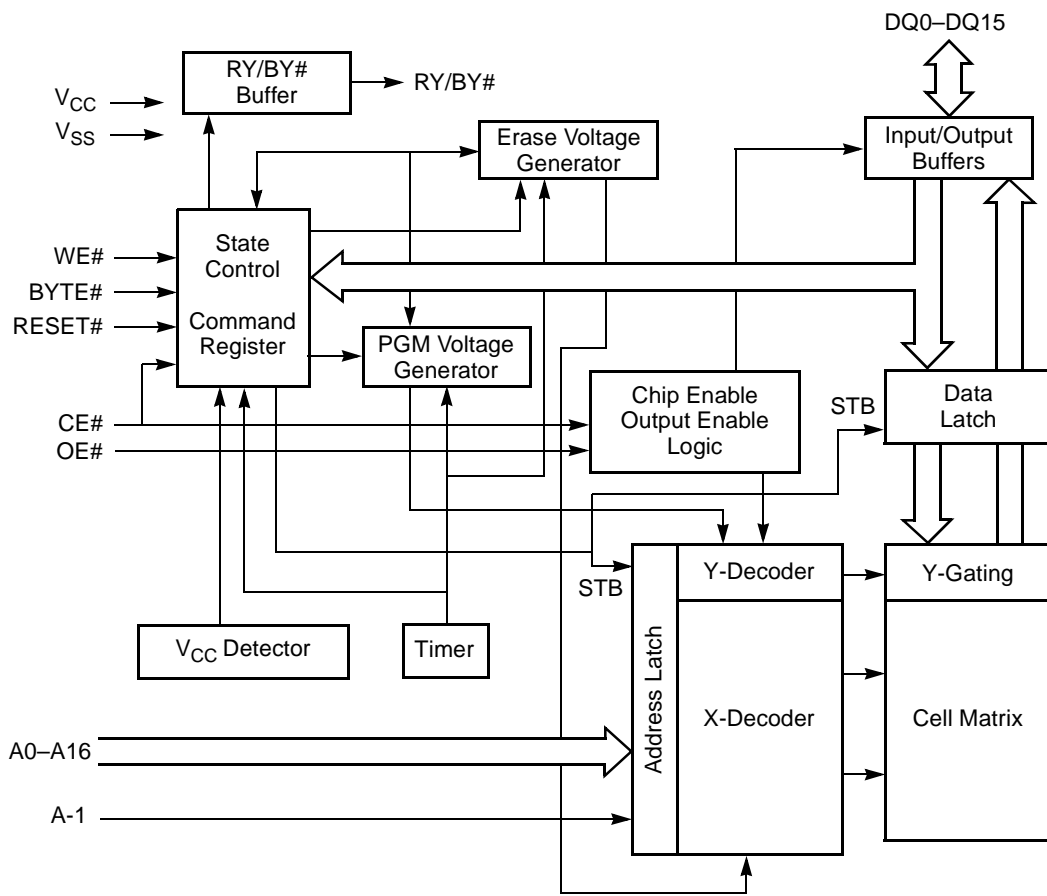 DQ0–DQ15
RY/BY#
Buffer
RY/BY#
VCC
VSS
Erase Voltage
Generator
Input/Output
Buffers
State
Control
Command
Register
WE#
BYTE#
RESET#
PGM Voltage
Generator
CE#
OE#
Chip Enable
Output Enable
Logic
STB
Data
Latch
STB
Y-Decoder
Y-Gating
VCC Detector
Timer
Address Latch
X-Decoder
Cell Matrix
A0–A16
A-1